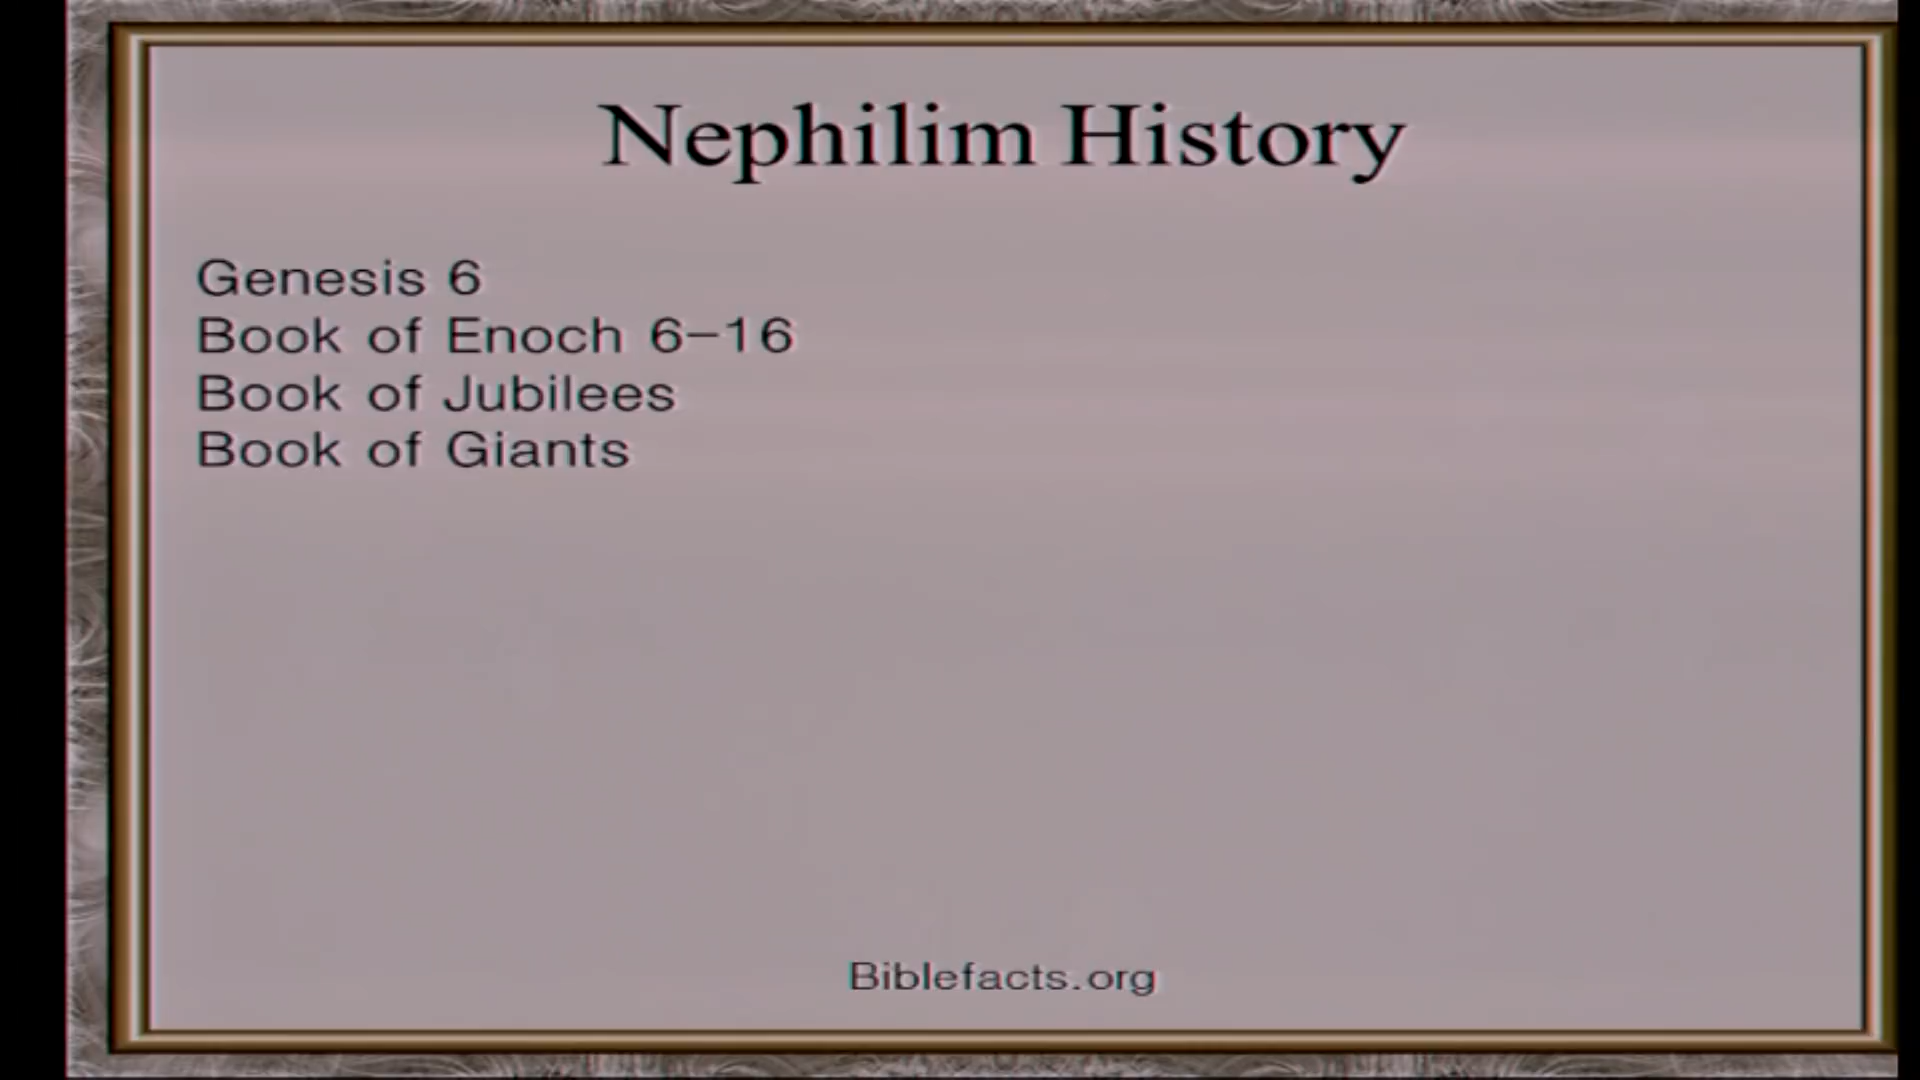 Nephilim History
Genesis 6
Book of Enoch 6–16
Book of Jubilees
Book of Giants
Biblefacts.org